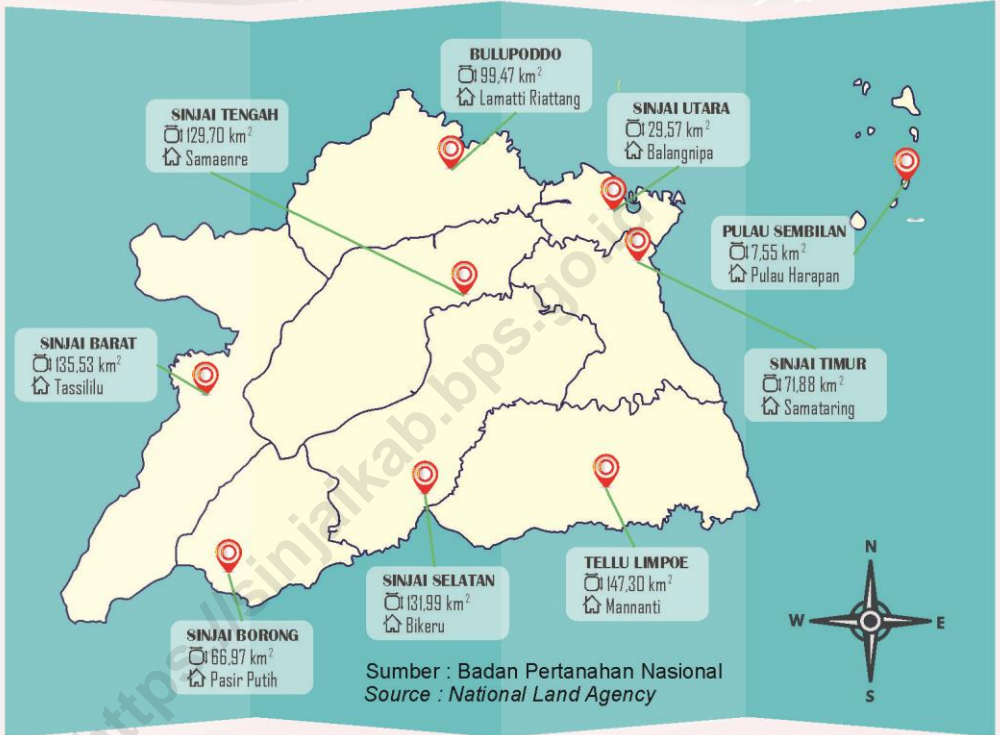 BULUPODDO
99,47 km²
Lamatti Riattang
SINJAI TENGAH
129,70 km²
Samaenre
SINJAI UTARA
29,57 km²
Balangnipa
PULAU SEMBILAN
7,55 km²
Pulau Harapan
SINJAI BARAT
135,53 km²
Tassililu
SINJAI TIMUR
71,88 km²
Samataring
TELLU LIMPOE
147,30 km²
Mannanti
SINJAI SELATAN
131,99 km²
Bikeru
SINJAI BORONG
66,97 km²
Pasir Putih
N
W
E
S
Sumber : Badan Pertanahan Nasional
Source : National Land Agency
https://sinjaikab.bps.go.id